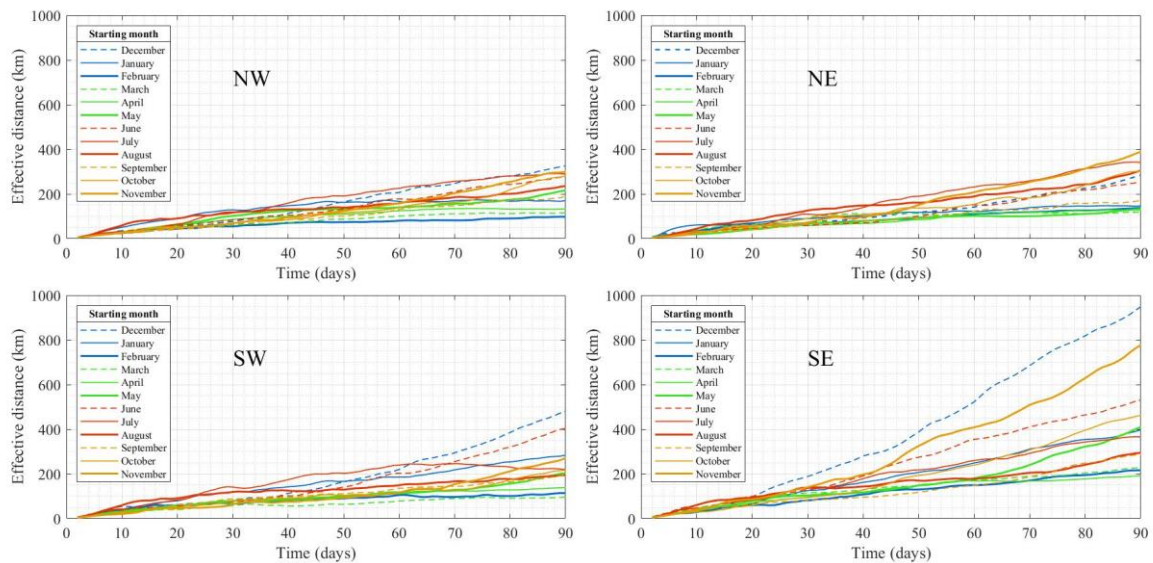 1000
800
600
400
200
0
0 10 20 30 40 50 60 70 80 90
Effective distance (km)
Time (days)
Starting month
December
January
February
March
April
May
June
July
August
September
October
November
NW
1000
800
600
400
200
0
0 10 20 30 40 50 60 70 80 90
Effective distance (km)
Time (days)
Starting month
December
January
February
March
April
May
June
July
August
September
October
November
NE
1000
800
600
400
200
0
0 10 20 30 40 50 60 70 80 90
Effective distance (km)
Time (days)
Starting month
December
January
February
March
April
May
June
July
August
September
October
November
SW
1000
800
600
400
200
0
0 10 20 30 40 50 60 70 80 90
Effective distance (km)
Time (days)
Starting month
December
January
February
March
April
May
June
July
August
September
October
November
SE